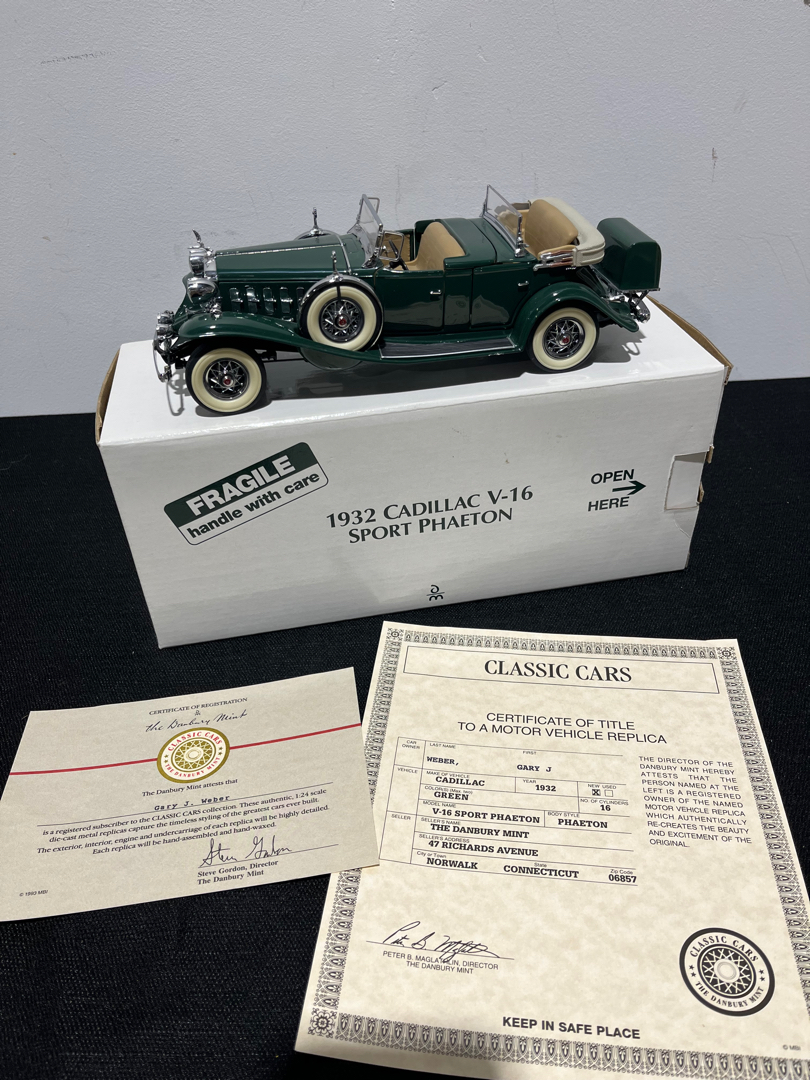 FRAGILE
handle with care
1932 CADILLAC V-16
SPORT PHAETON
OPEN
HERE
CERTIFICATE OF REGISTRATION
The Danbury Mint
CLASSIC CARS
The Danbury Mint attests that
Gary J. Weber
is a registered subscriber to the CLASSIC CARS collection. These authentic, 1:24 scale
die-cast metal replicas capture the timeless styling of the greatest cars ever built.
The exterior, interior, engine and undercarriage of each replica will be highly detailed.
Each replica will be hand-assembled and hand-waxed.
Steve Gordon, Director
The Danbury Mint
© 1993 MBI
CLASSIC CARS
CERTIFICATE OF TITLE
TO A MOTOR VEHICLE REPLICA
CAR OWNER LAST NAME FIRST
WEBER, GARY J
VEHICLE MAKE OF VEHICLE YEAR NEW USED
CADILLAC 1932 X
COLOR(S) NO. OF CYLINDERS
GREEN 16
MODEL NAME BODY STYLE
V-16 SPORT PHAETON PHAETON
SELLER SELLER'S NAME
THE DANBURY MINT
SELLER'S ADDRESS
47 RICHARDS AVENUE
City or Town State Zip Code
NORWALK CONNECTICUT 06857
THE DIRECTOR OF THE
DANBURY MINT HEREBY
ATTESTS THAT THE
PERSON NAMED AT THE
LEFT IS A REGISTERED
OWNER OF THE NAMED
MOTOR VEHICLE REPLICA
WHICH AUTHENTICALLY
RE-CREATES THE BEAUTY
AND EXCITEMENT OF THE
ORIGINAL.
PETER B. MAGLATHLIN, DIRECTOR
THE DANBURY MINT
CLASSIC CARS
THE DANBURY MINT
KEEP IN SAFE PLACE
© MBI